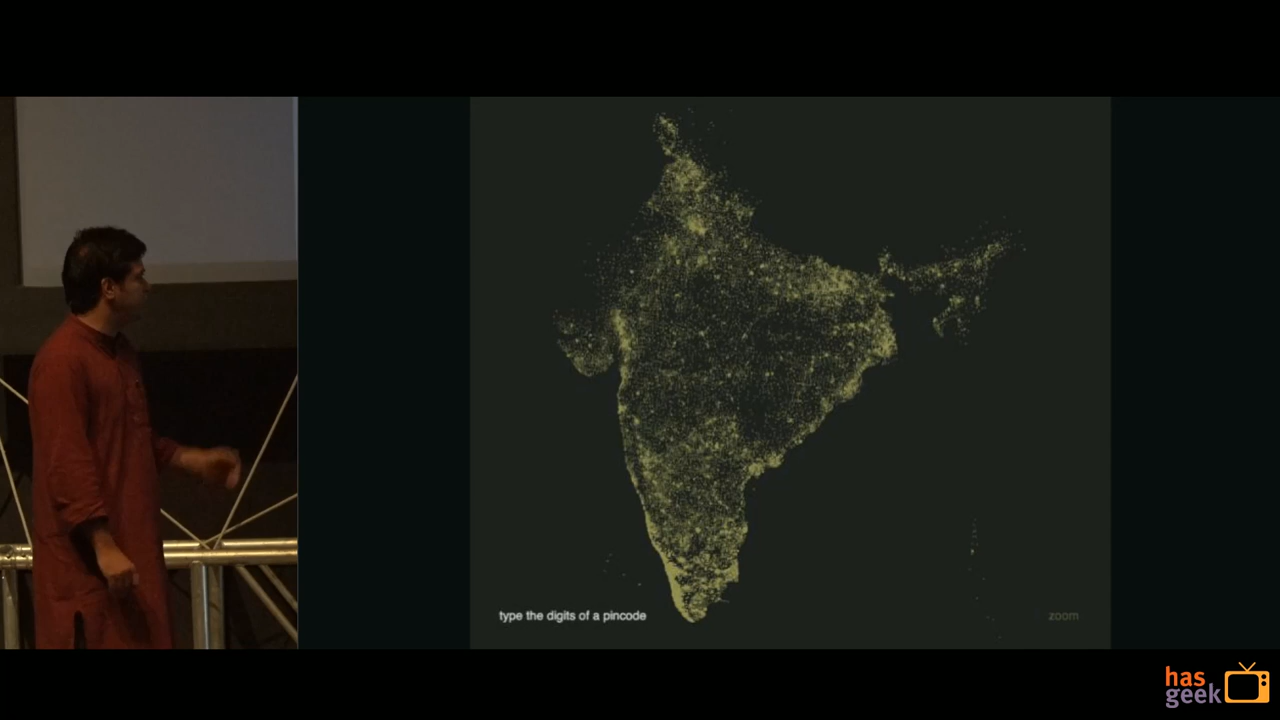 type the digits of a pincode
zoom
has
geek